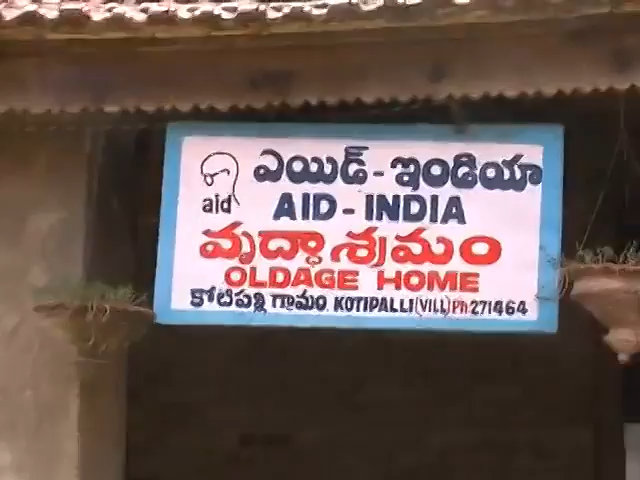 ఎయిడ్ - ఇండియా
aid
AID - INDIA
వృద్ధాశ్రమం
OLDAGE HOME
కోటిపల్లి గ్రామం. KOTIPALLI (VILL) Ph 271464